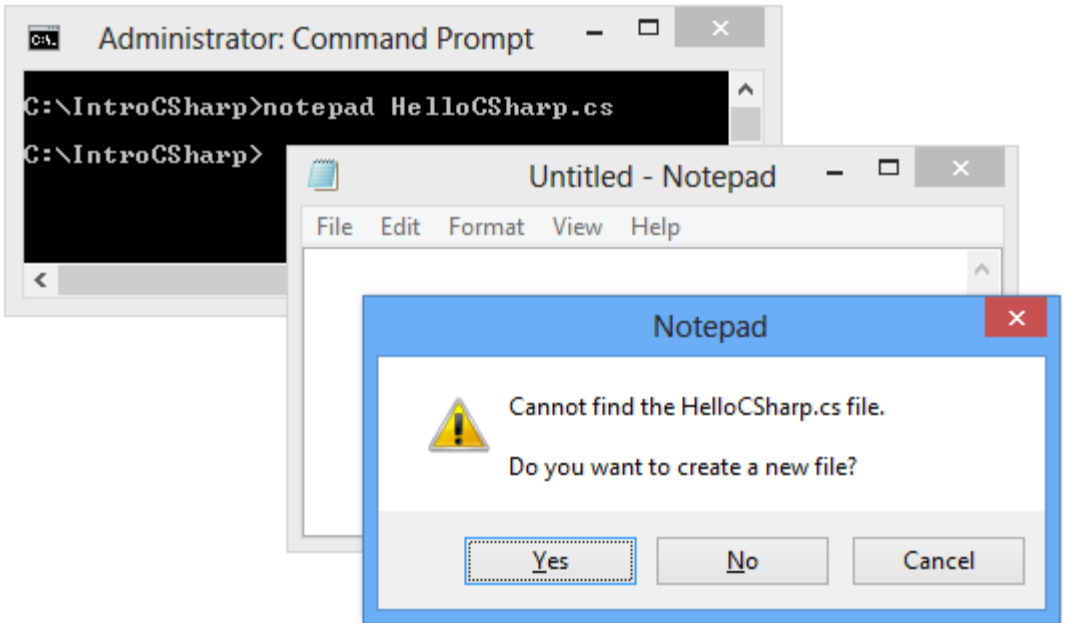 Administrator: Command Prompt
C:\IntroCSharp>notepad HelloCSharp.cs
C:\IntroCSharp>
Untitled - Notepad
File Edit Format View Help
Notepad
Cannot find the HelloCSharp.cs file.
Do you want to create a new file?
Yes No Cancel